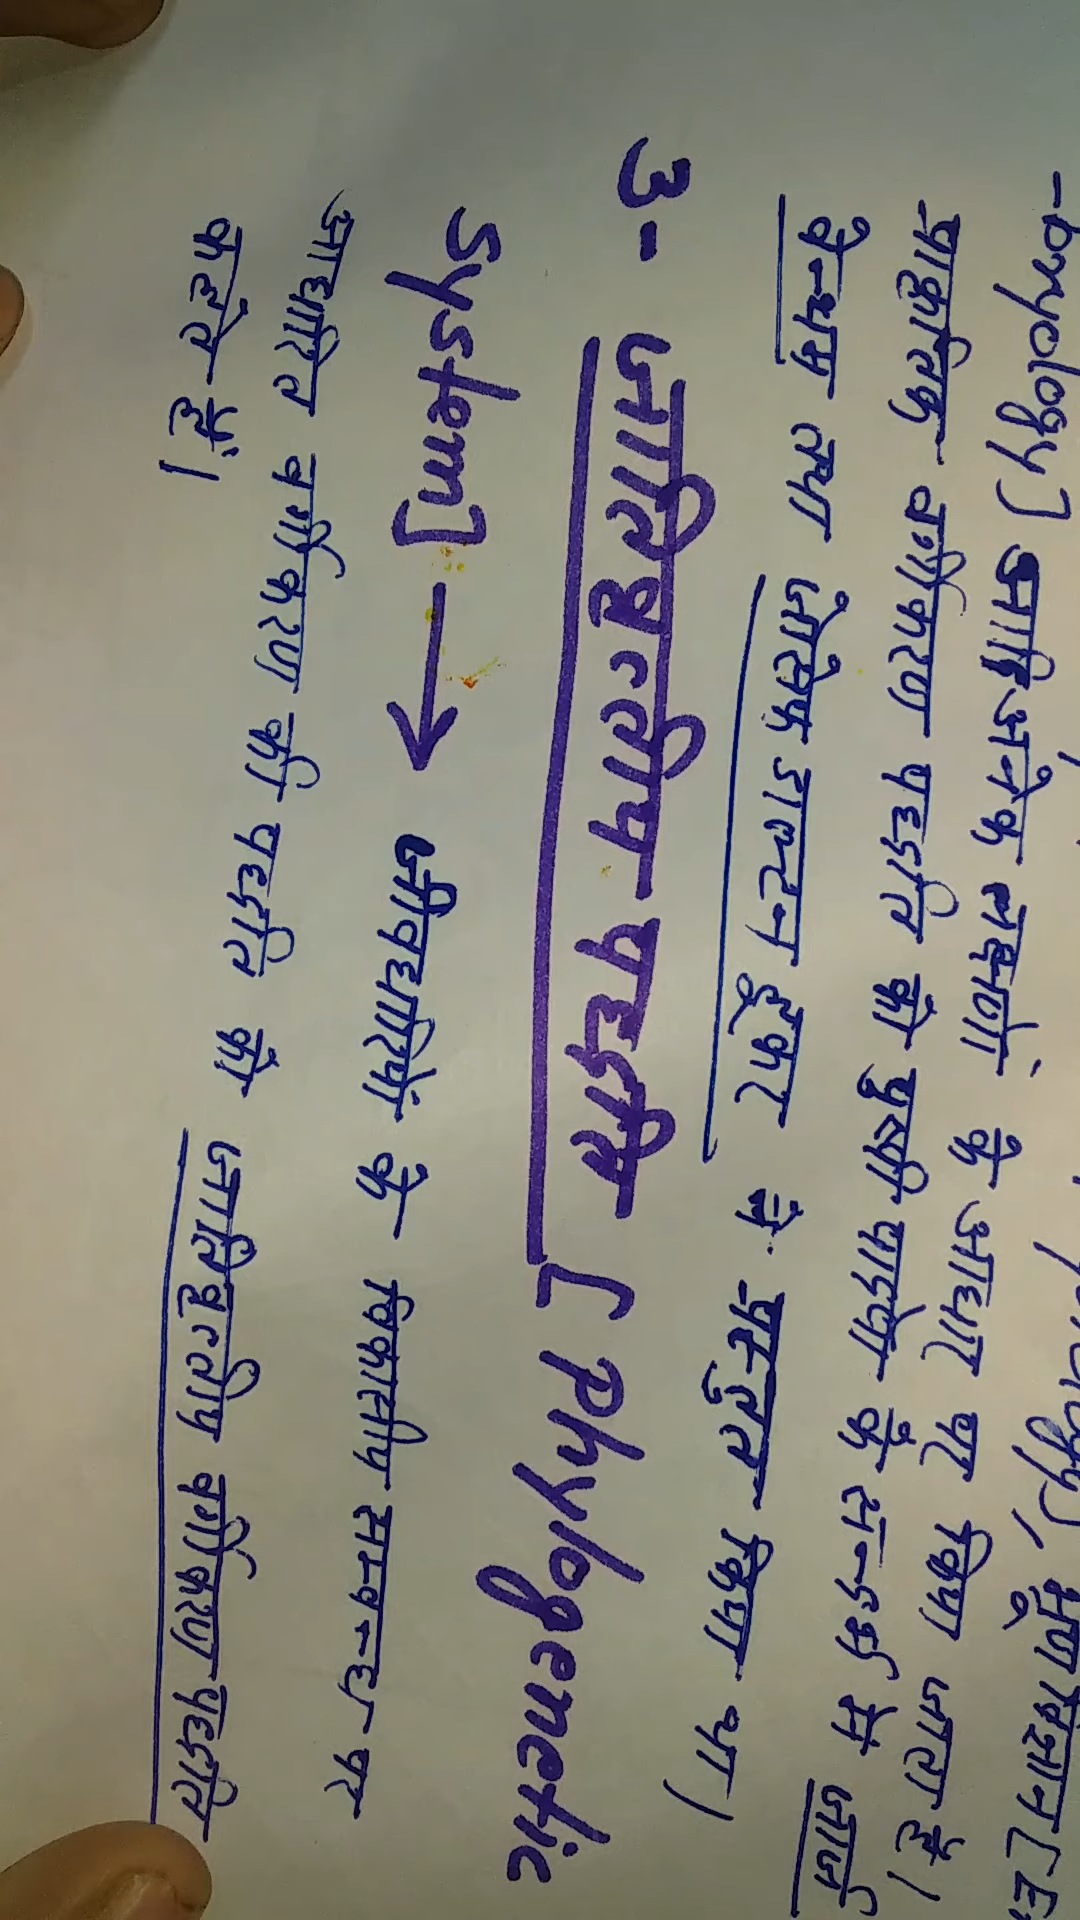 भ्रूण विज्ञान [Em
-bryology] आदि अनेक लक्षणों के आधार पर किया जाता है।
प्राकृतिक वर्गीकरण पद्धति को पुष्पी पादपों के सन्दर्भ में जार्ज
बेन्थम तथा जोसेफ डाल्टन हूकर ने प्रस्तुत किया था।
3- जातिवृत्तीय पद्धति [Phylogenetic
System] → जीवधारियों के विकासीय सम्बन्ध पर
आधारित वर्गीकरण की पद्धति को जातिवृत्तीय वर्गीकरण पद्धति
कहते हैं।